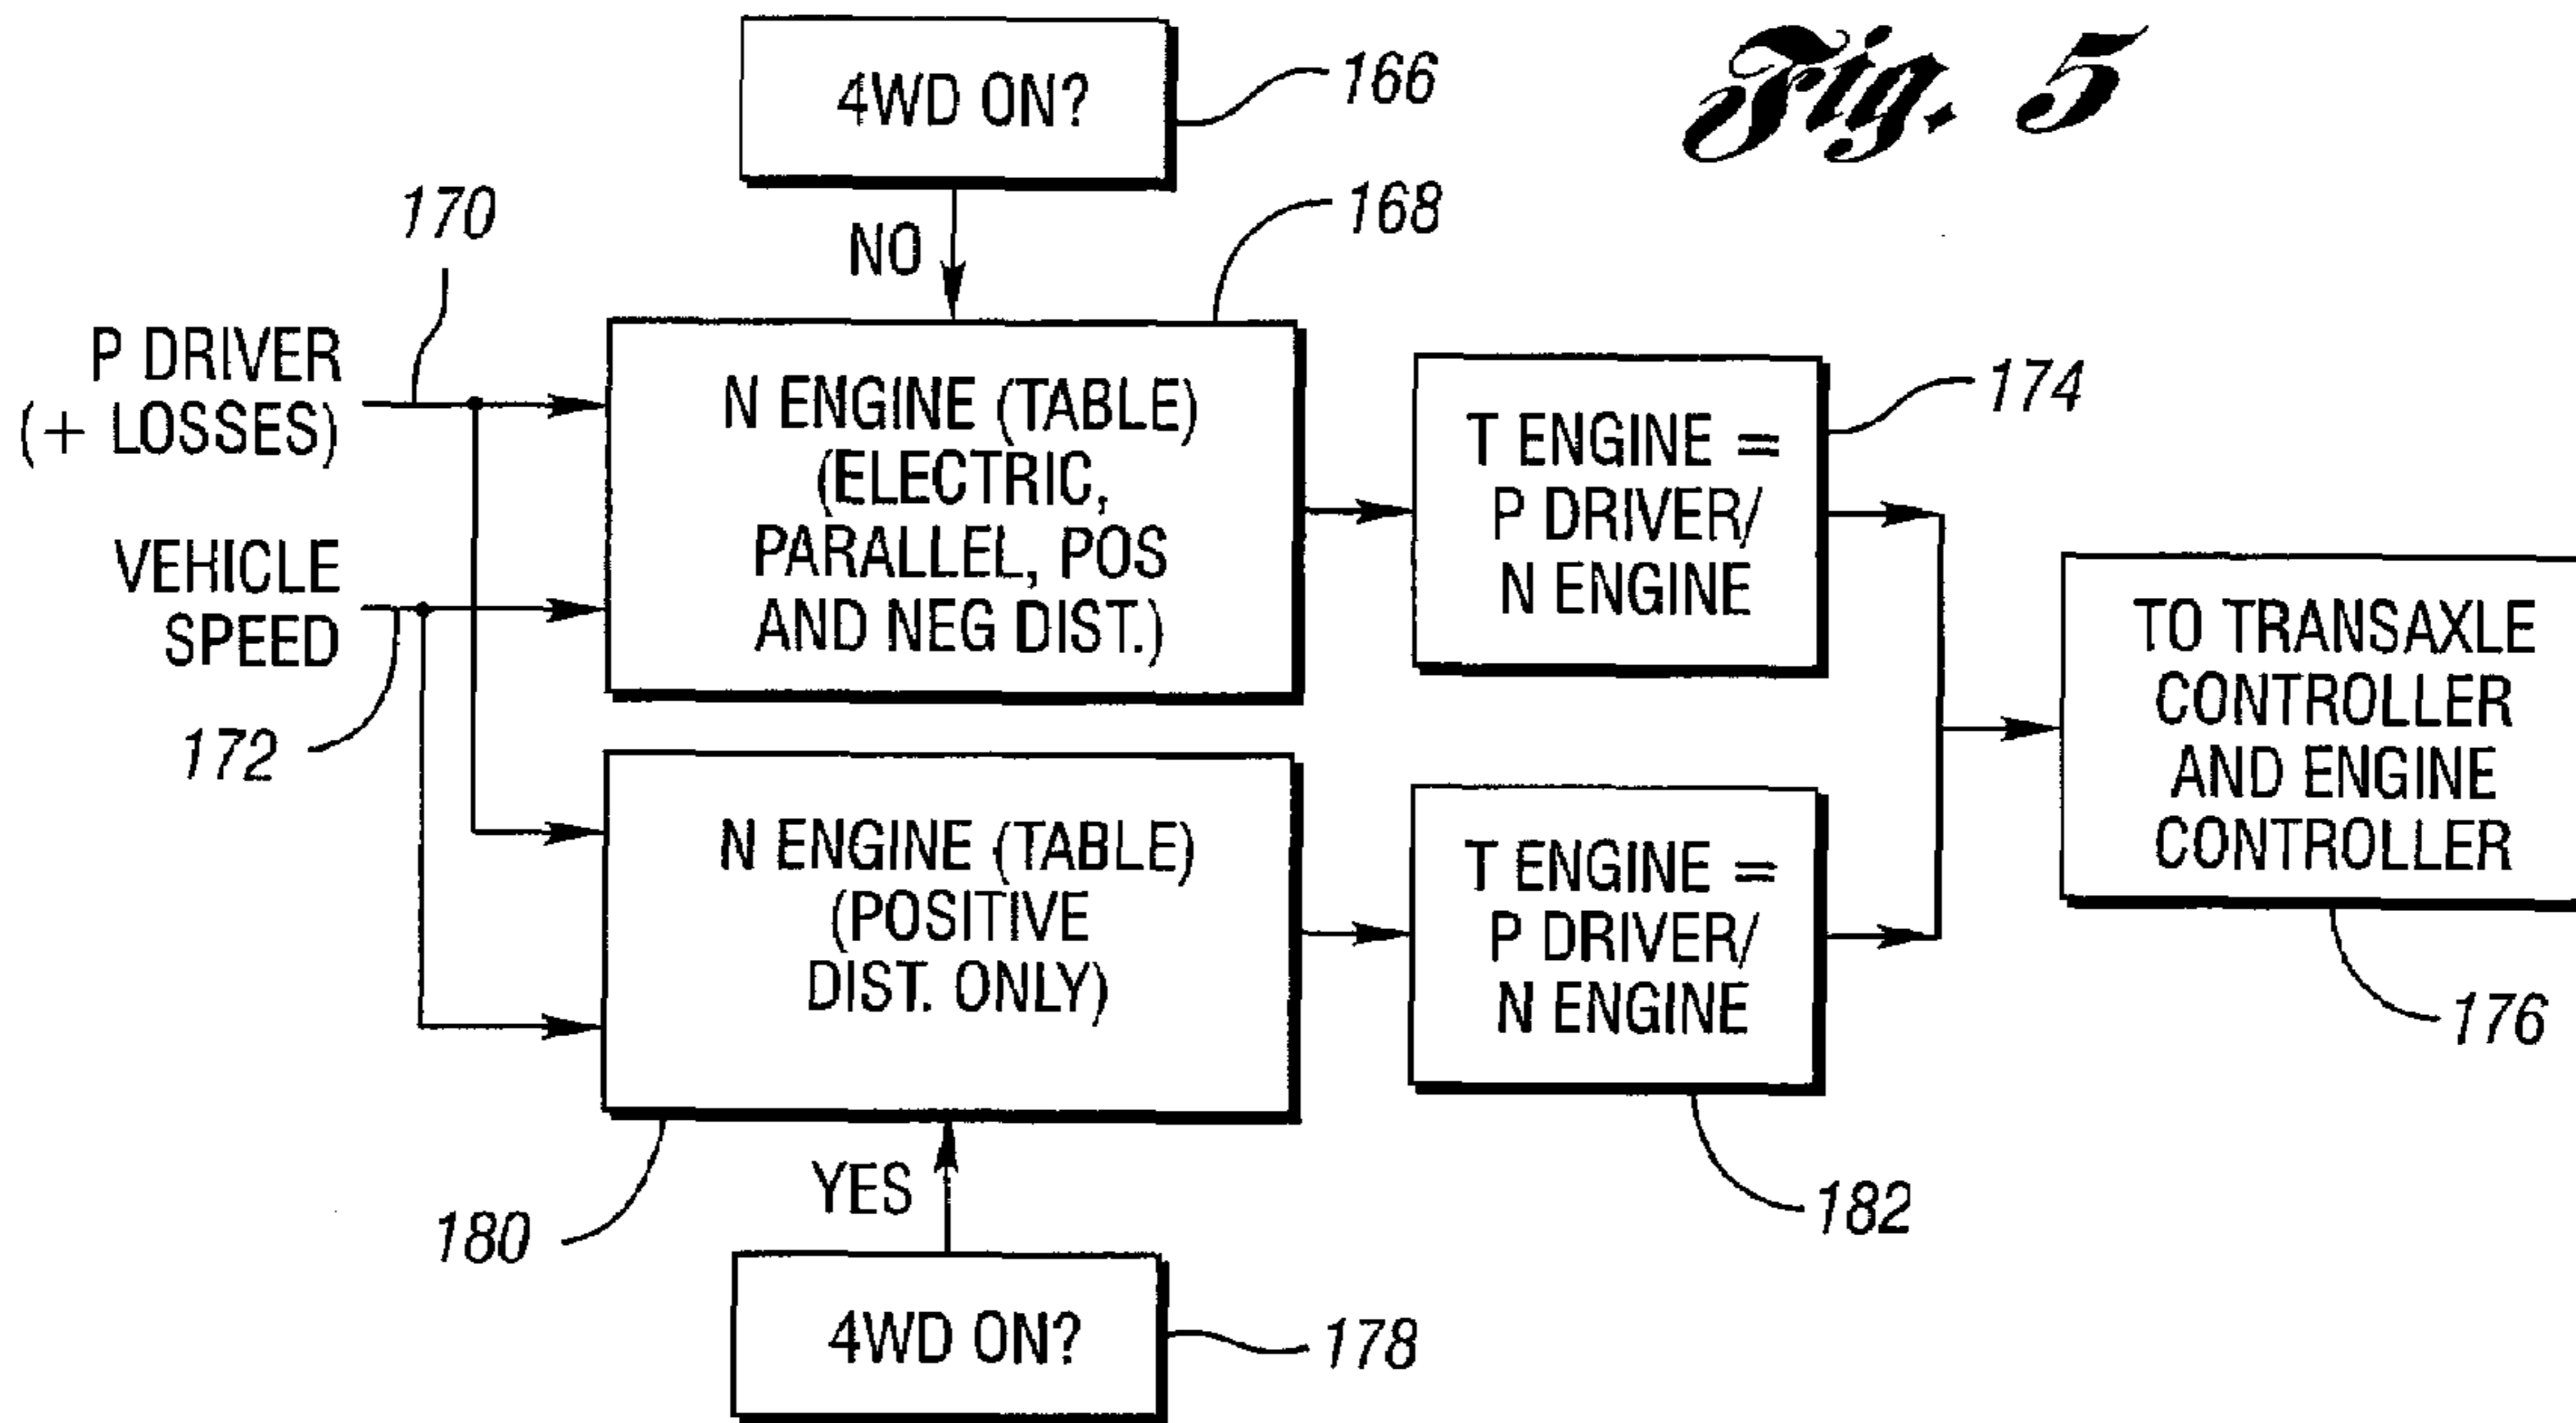 Fig. 5
4WD ON?
166
NO
168
170
P DRIVER
(+ LOSSES)
VEHICLE
SPEED
172
N ENGINE (TABLE)
(ELECTRIC,
PARALLEL, POS
AND NEG DIST.)
T ENGINE =
P DRIVER/
N ENGINE
174
N ENGINE (TABLE)
(POSITIVE
DIST. ONLY)
180
T ENGINE =
P DRIVER/
N ENGINE
182
TO TRANSAXLE
CONTROLLER
AND ENGINE
CONTROLLER
176
YES
4WD ON?
178